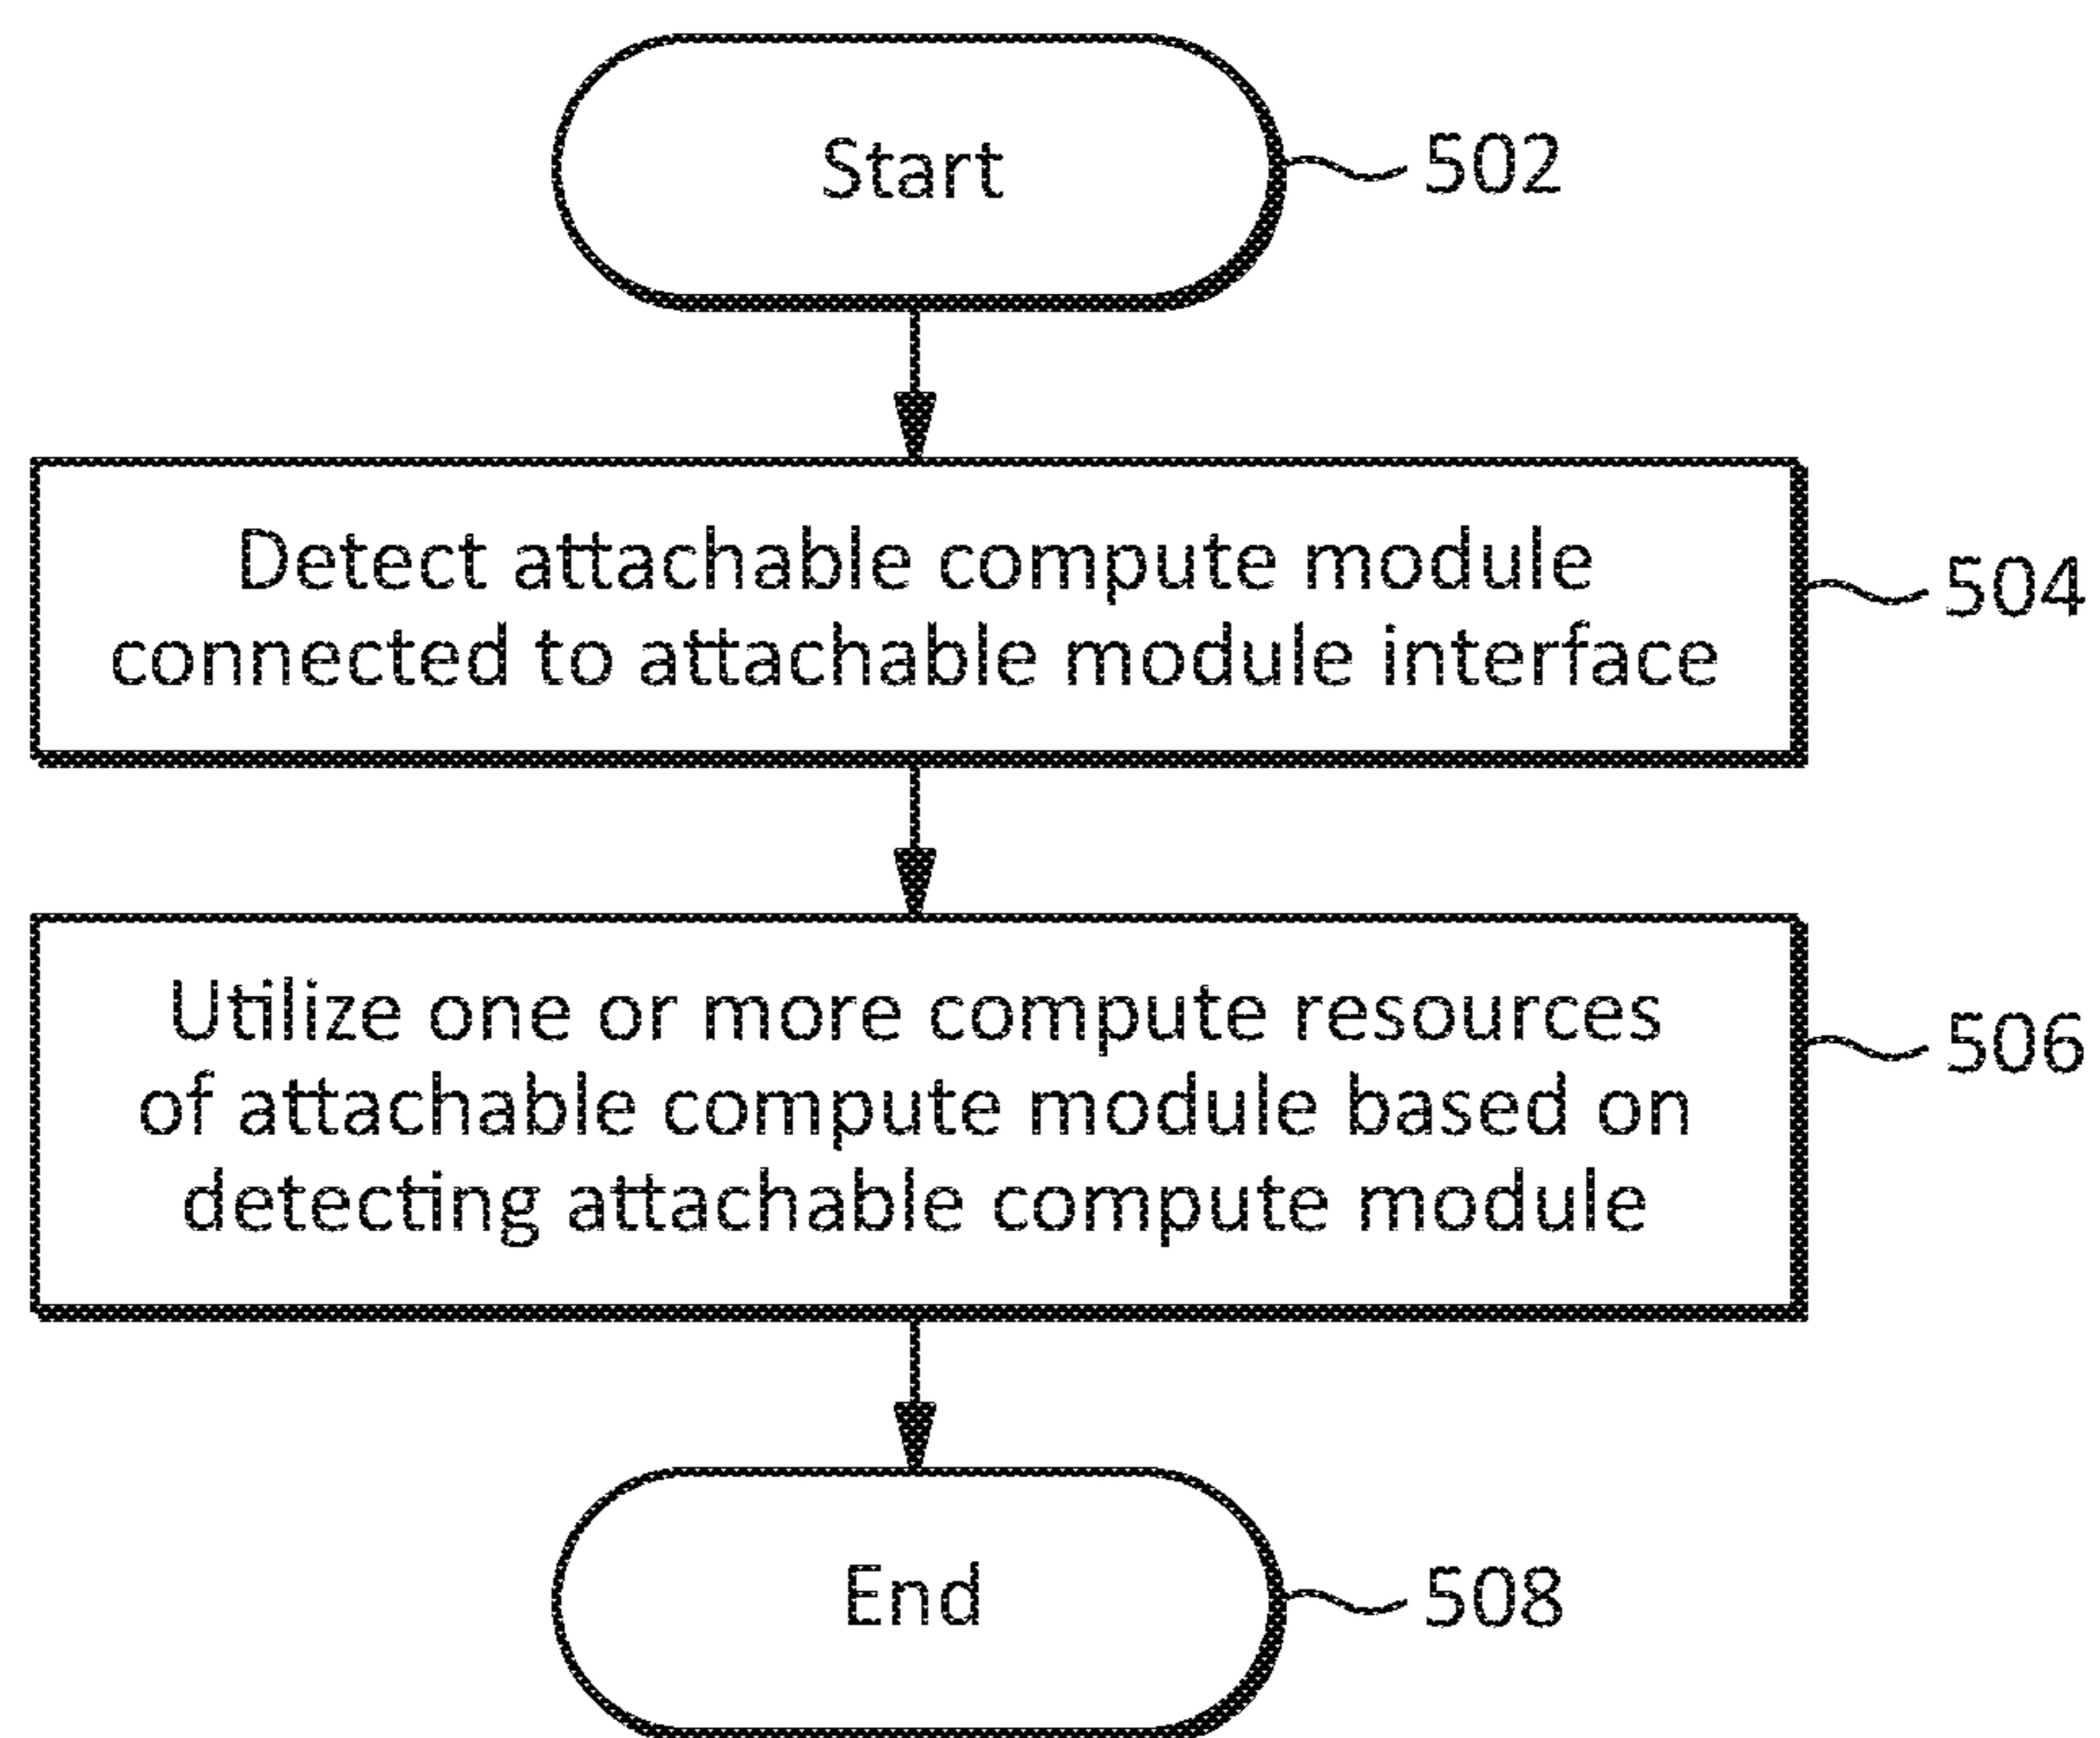 Start
502
Detect attachable compute module
connected to attachable module interface
504
Utilize one or more compute resources
of attachable compute module based on
detecting attachable compute module
506
End
508